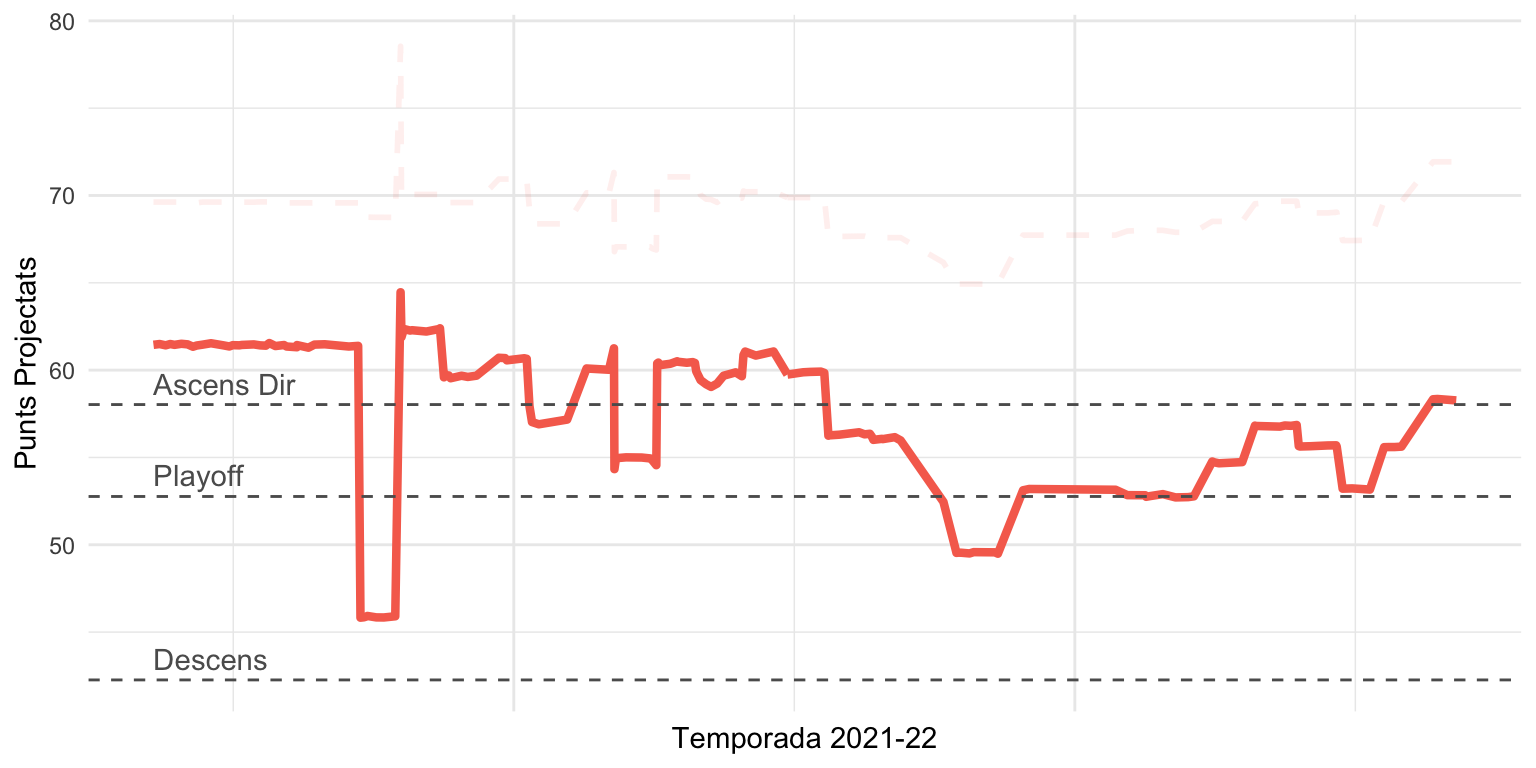 80
70
60
50
Punts Projectats
Ascens Dir
Playoff
Descens
Temporada 2021-22